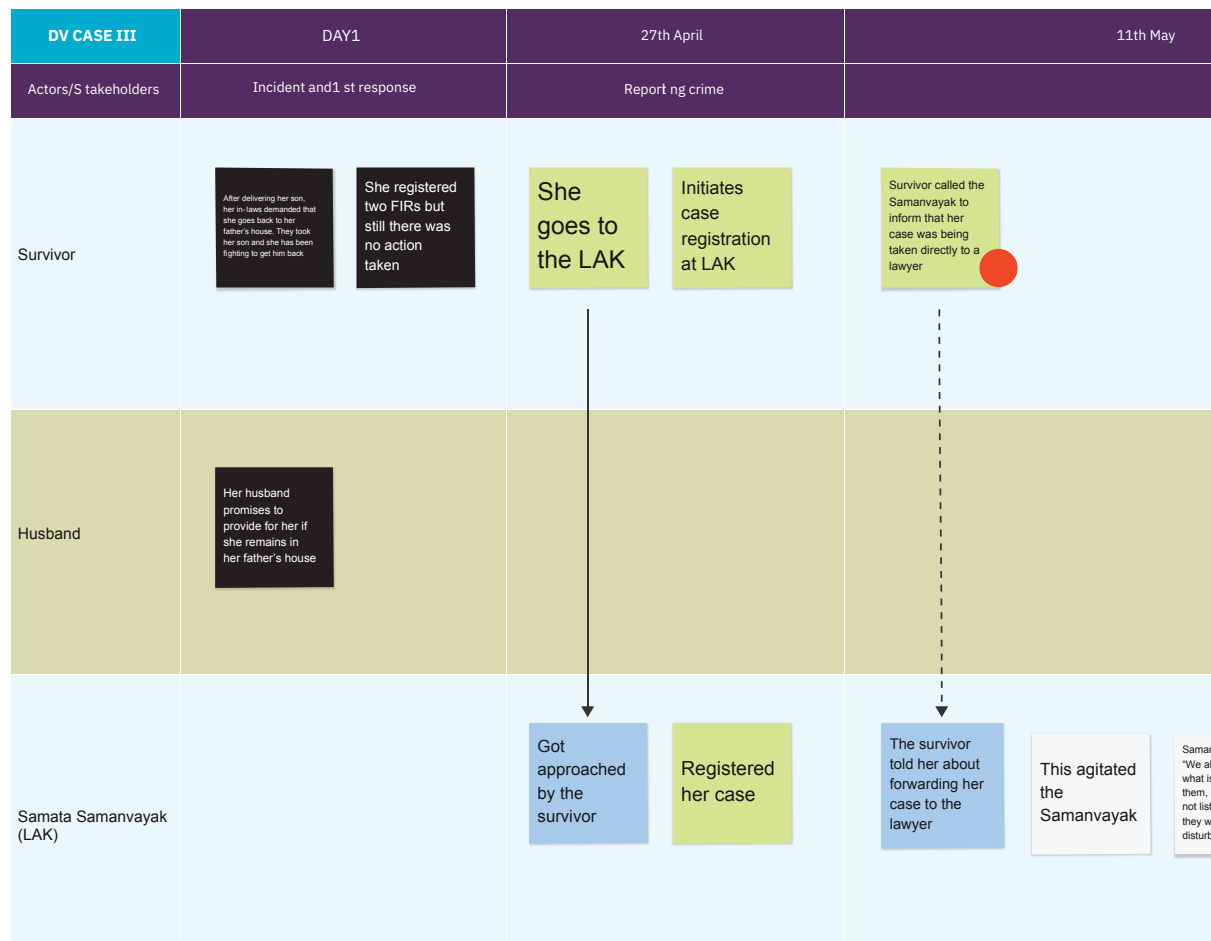 DV CASE III
DAY1
27th April
11th May
Actors/S takeholders
Incident and1 st response
Report ng crime
Survivor
After delivering her son,
her in-laws demanded that
she goes back to her
father's house. They took
her son and she has been
fighting to get him back
She registered
two FIRs but
still there was
no action
taken
She
goes to
the LAK
Initiates
case
registration
at LAK
Survivor called the
Samanvayak to
inform that her
case was being
taken directly to a
lawyer
Husband
Her husband
promises to
provide for her if
she remains in
her father's house
Samata Samanvayak
(LAK)
Got
approached
by the
survivor
Registered
her case
The survivor
told her about
forwarding her
case to the
lawyer
This agitated
the
Samanvayak
"We
what
them,
not
they